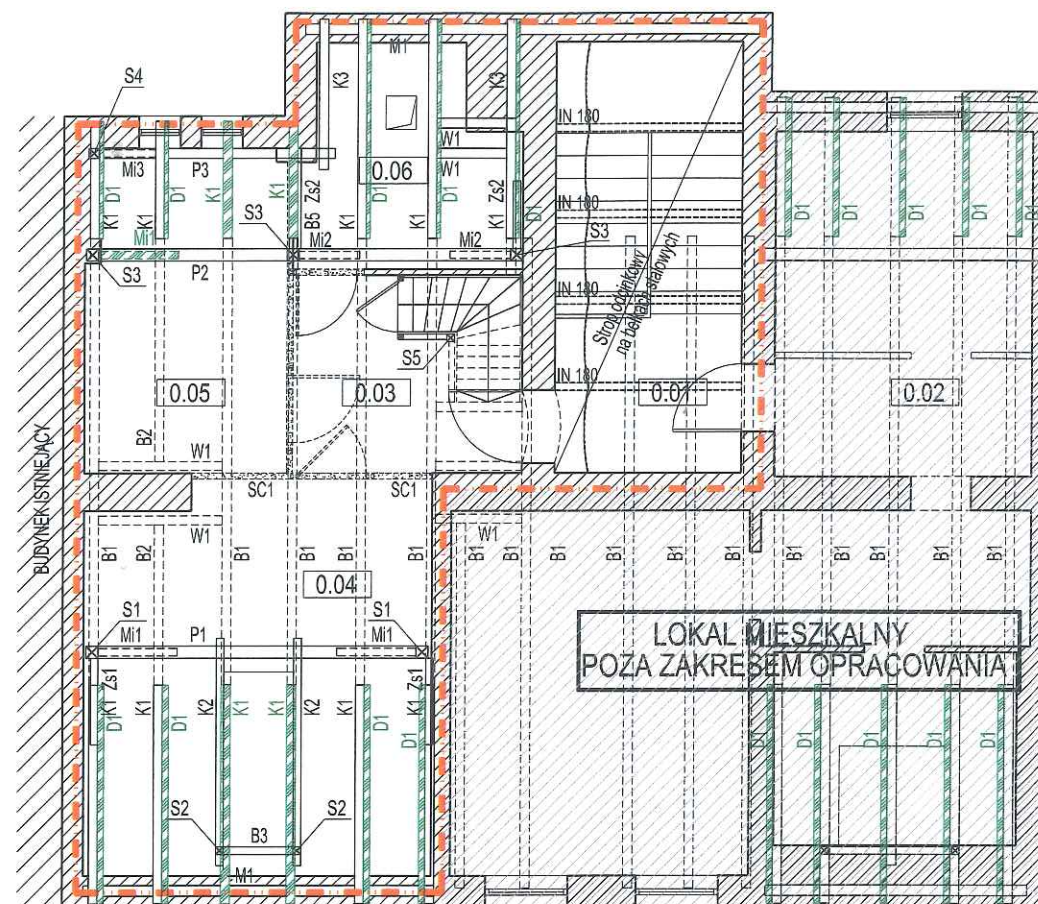 S4
D1
M1
K3
K3
IN 180
W1
W1
Mi3
P3
0.06
D1
K1
K1
D1
K1
K1
B5
Zs2
K1
D1
K1
D1
K1
Zs2
D1
IN 180
D1
D1
D1
D1
D1
Mi1
S3
Mi2
Mi2
S3
S3
P2
IN 180
Strop odcinkowy
na belkach stalowych
S5
0.05
0.03
IN 180
0.01
0.02
BUDYNEK ISTNIEJĄCY
B2
W1
SC1
SC1
W1
W1
B1
B2
B1
B1
B1
B1
B1
B1
B1
B1
B1
B1
B1
B1
B1
0.04
S1
S1
Mi1
P1
Mi1
LOKAL MIESZKALNY
POZA ZAKRESEM OPRACOWANIA
Zs1
K1
D1
K1
D1
K2
K1
K1
K2
K1
D1
Zs1
K1
D1
D1
D1
D1
D1
D1
S2
B3
S2
M1